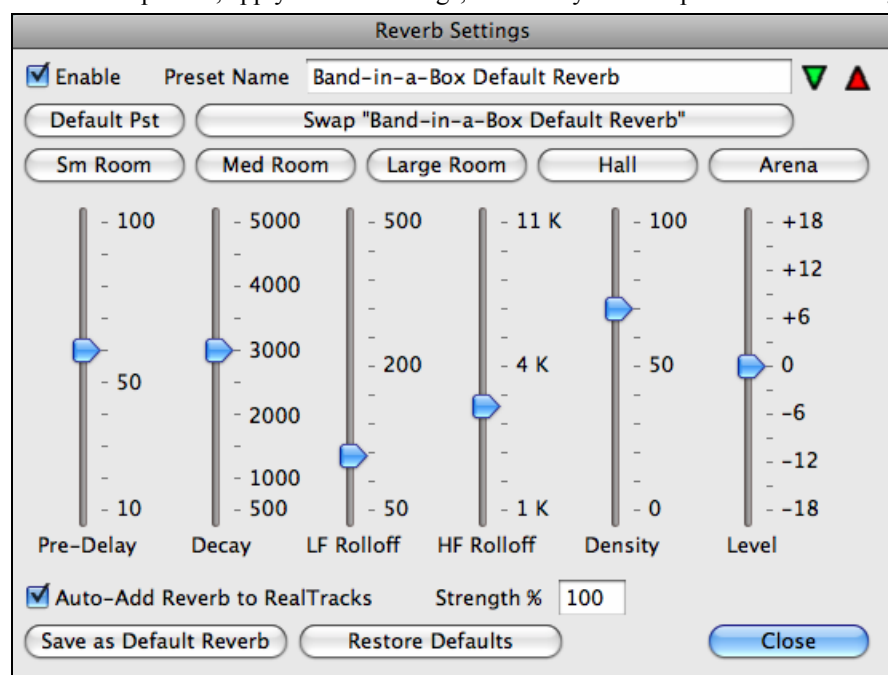 Reverb Settings
Enable Preset Name Band-in-a-Box Default Reverb
Default Pst Swap "Band-in-a-Box Default Reverb"
Sm Room Med Room Large Room Hall Arena
- 100 - 5000 - 500 - 11 K - 100 - +18
- +12
- 4000
- +6
- 3000 - 200 - 4 K - 50 0
- 50
- 2000 - -6
- -12
- 1000
- 10 - 500 - 50 - 1 K - 0 - -18
Pre-Delay Decay LF Rolloff HF Rolloff Density Level
Auto-Add Reverb to RealTracks Strength % 100
Save as Default Reverb Restore Defaults Close